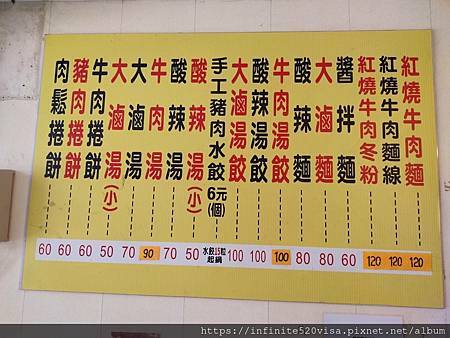 紅燒牛肉麵 120
紅燒牛肉麵線 120
紅燒牛肉冬粉 120
醬拌麵 60
大滷麵 80
酸辣麵 80
牛肉湯餃 100
酸辣湯餃 100
大滷湯餃 100
手工豬肉水餃 6元(個)
水餃15粒
起鍋
酸辣湯(小) 50
酸辣湯 70
牛肉湯 90
大滷湯 70
大滷湯(小) 50
牛肉捲餅 60
豬肉捲餅 60
肉鬆捲餅 60
https://infinite520visa.pixnet.net/album